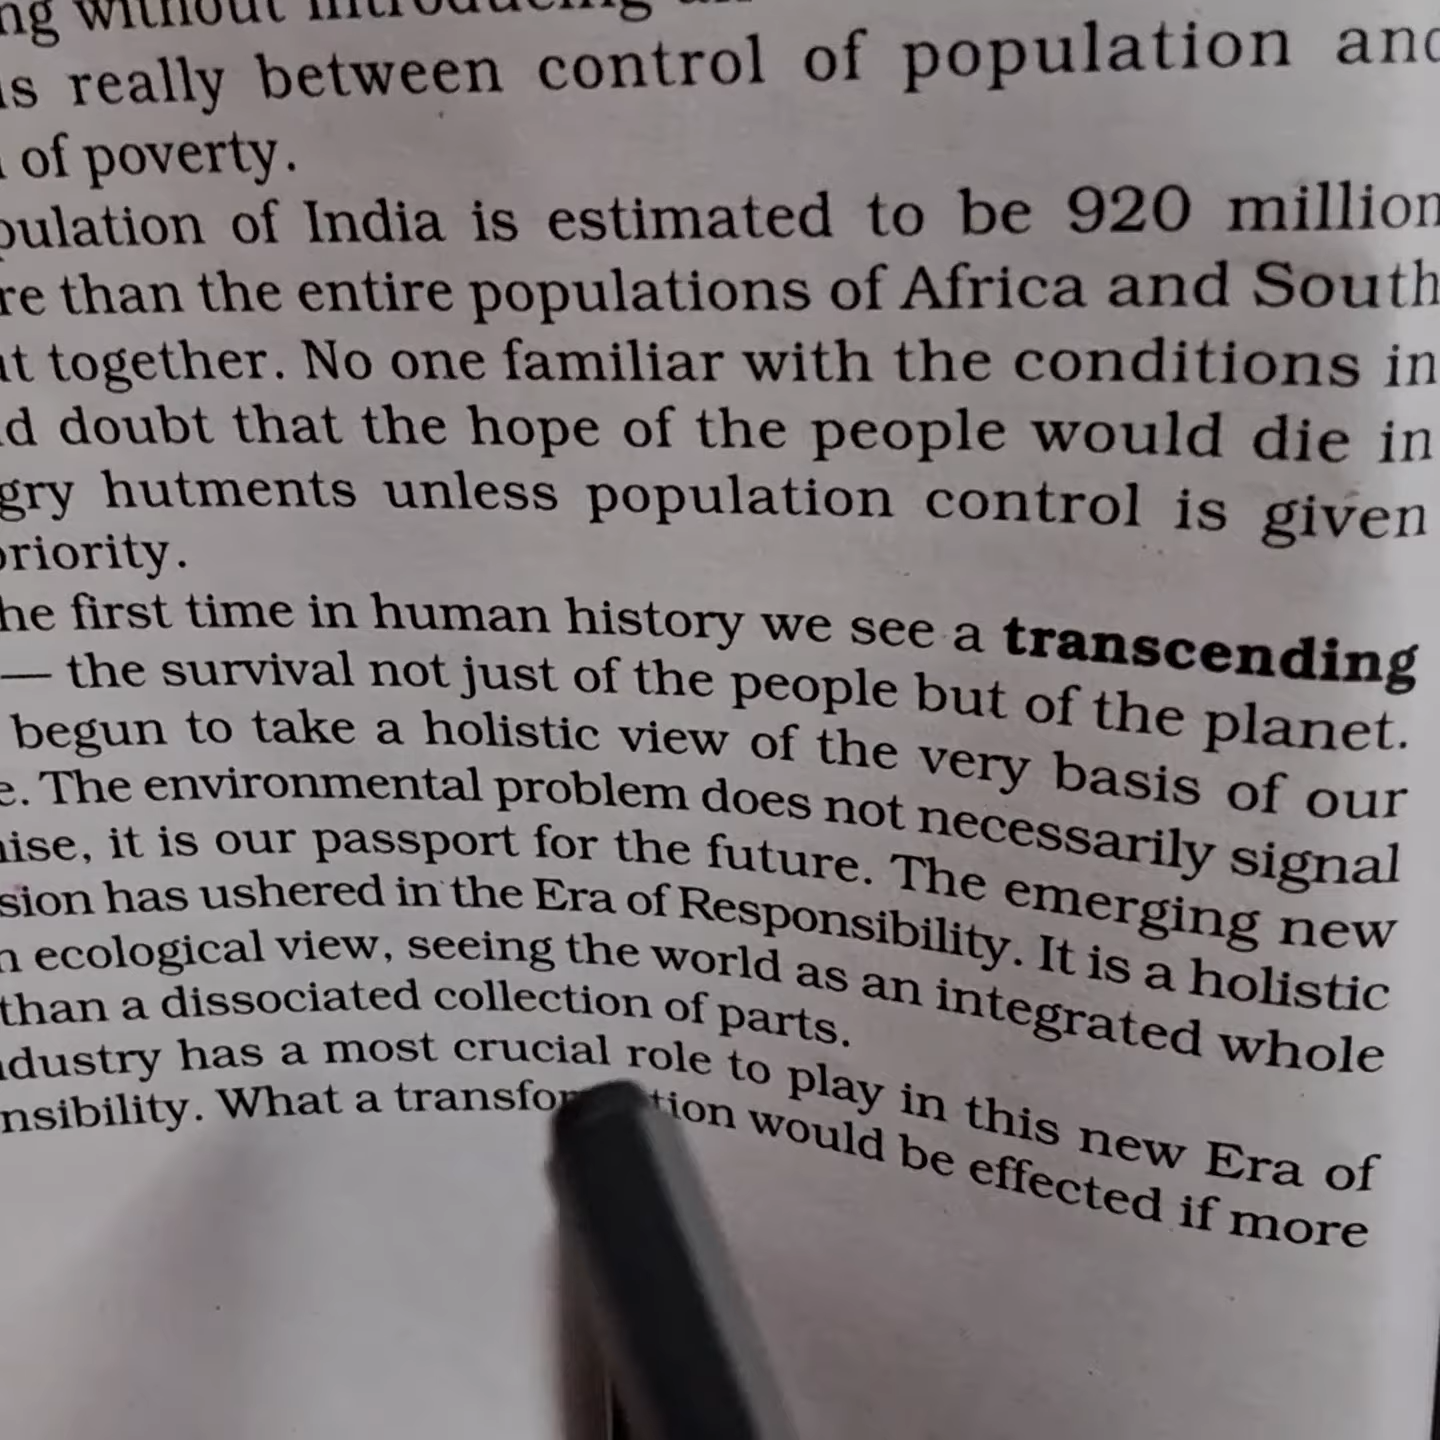 ng without introducing
is really between control of population and
of poverty.
pulation of India is estimated to be 920 million
re than the entire populations of Africa and South
ut together. No one familiar with the conditions in
ld doubt that the hope of the people would die in
gry hutments unless population control is given
priority.
he first time in human history we see a transcending
— the survival not just of the people but of the planet.
begun to take a holistic view of the very basis of our
e. The environmental problem does not necessarily signal
ise, it is our passport for the future. The emerging new
sion has ushered in the Era of Responsibility. It is a holistic
n ecological view, seeing the world as an integrated whole
than a dissociated collection of parts.
ndustry has a most crucial role to play in this new Era of
nsibility. What a transfor tion would be effected if more